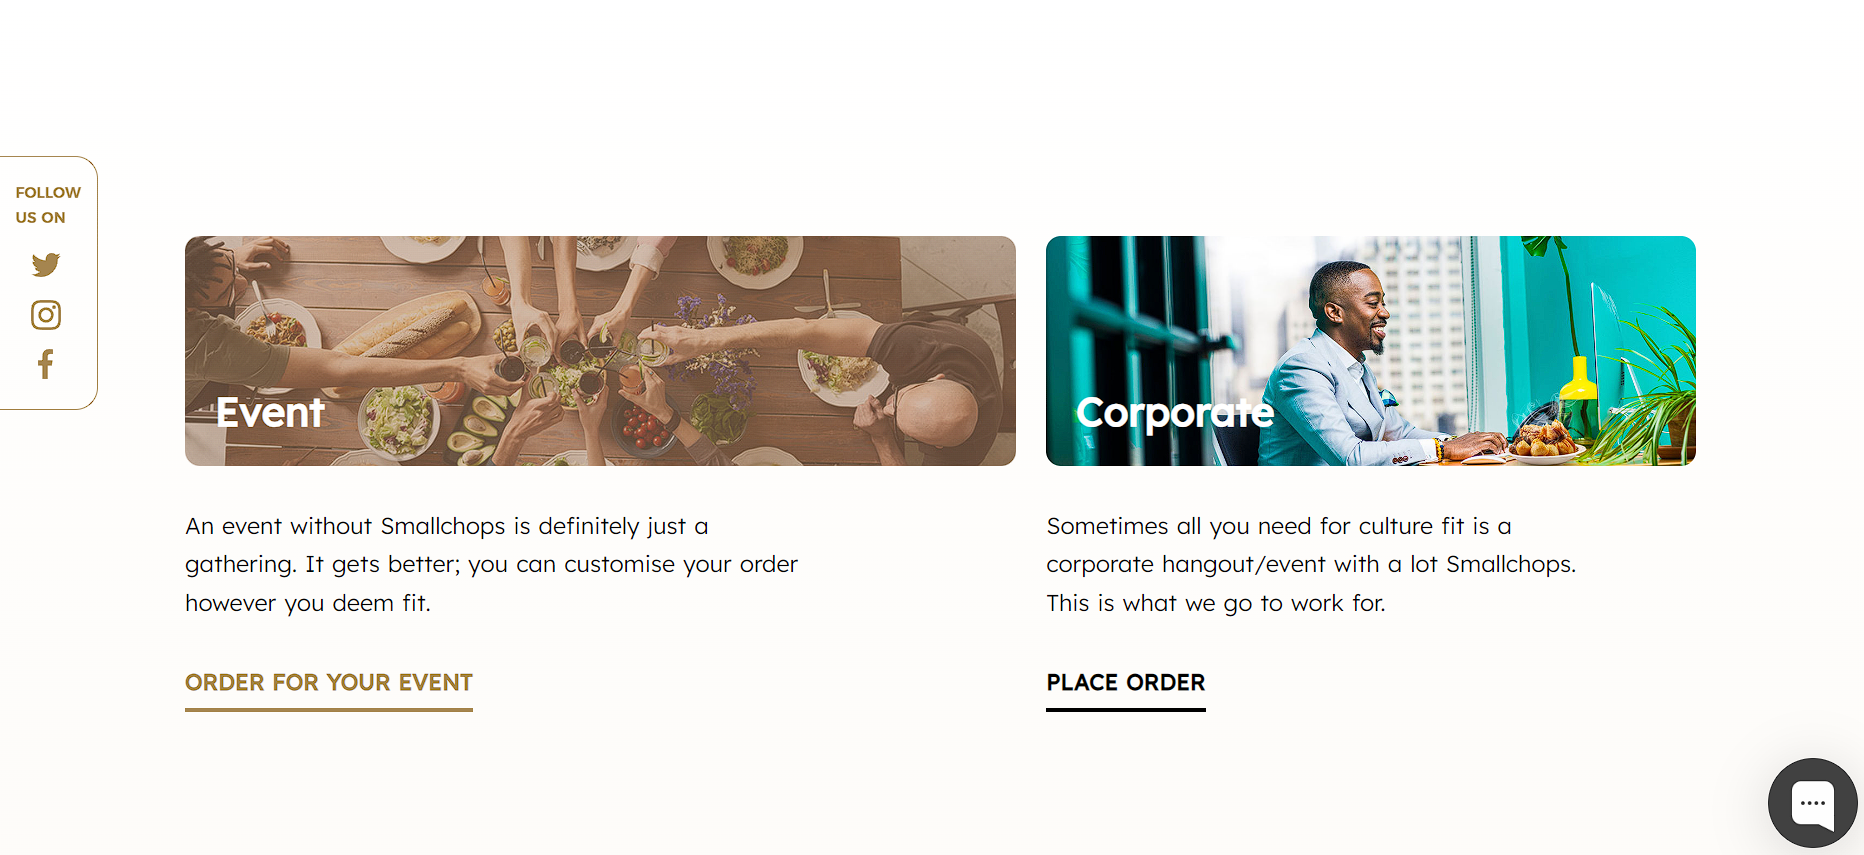 FOLLOW
US ON
Event
Corporate
An event without Smallchops is definitely just a
gathering. It gets better; you can customise your order
however you deem fit.
ORDER FOR YOUR EVENT
Sometimes all you need for culture fit is a
corporate hangout/event with a lot Smallchops.
This is what we go to work for.
PLACE ORDER